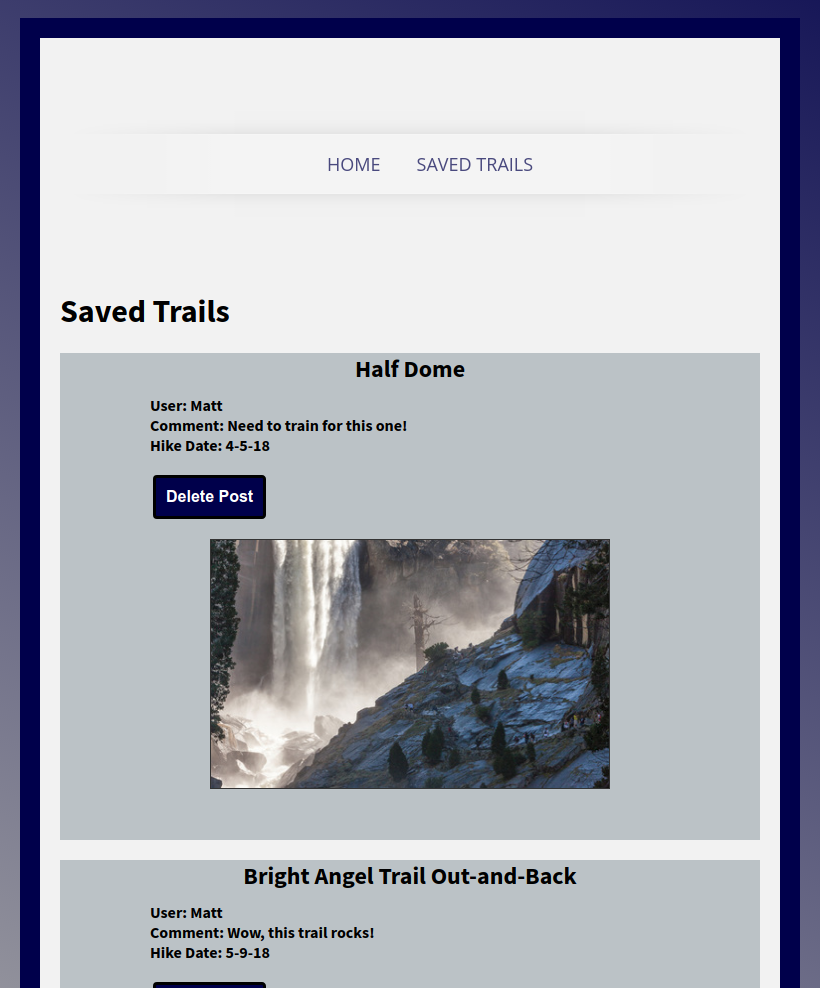 HOME SAVED TRAILS
Saved Trails
Half Dome
User: Matt
Comment: Need to train for this one!
Hike Date: 4-5-18
Delete Post
Bright Angel Trail Out-and-Back
User: Matt
Comment: Wow, this trail rocks!
Hike Date: 5-9-18